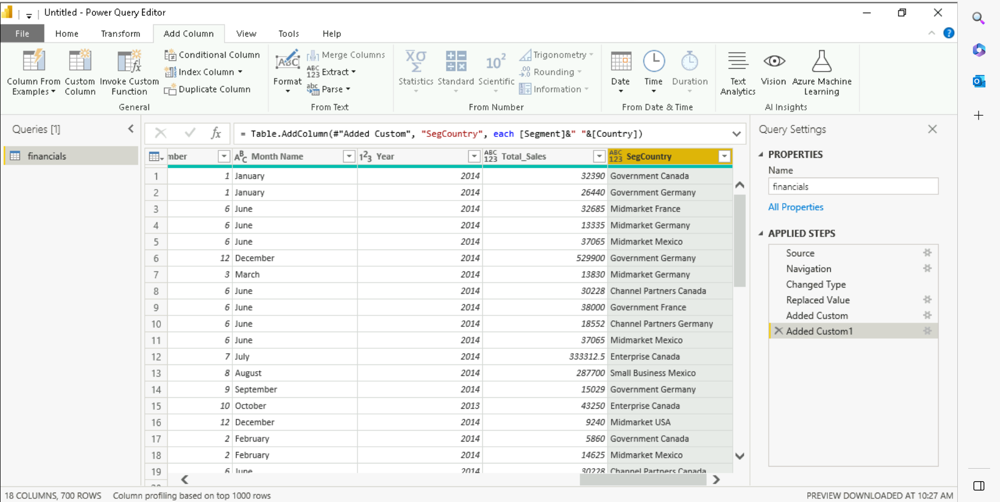 Untitled - Power Query Editor
File Home Transform Add Column View Tools Help
Column From Examples
Custom Column
Invoke Custom Function
Conditional Column
Index Column
Duplicate Column
General
Format
Merge Columns
Extract
Parse
From Text
Statistics
Standard
Scientific
Trigonometry
Rounding
Information
From Number
Date
Time
Duration
From Date & Time
Text Analytics
Vision
Azure Machine Learning
AI Insights
Queries [1]
financials
= Table.AddColumn(#"Added Custom", "SegCountry", each [Segment]&" "&[Country])
mber Month Name Year Total_Sales SegCountry
1 1 January 2014 32390 Government Canada
2 1 January 2014 26440 Government Germany
3 6 June 2014 32685 Midmarket France
4 6 June 2014 13335 Midmarket Germany
5 6 June 2014 37065 Midmarket Mexico
6 12 December 2014 529900 Government Germany
7 3 March 2014 13830 Midmarket Germany
8 6 June 2014 30228 Channel Partners Canada
9 6 June 2014 38000 Government France
10 6 June 2014 18552 Channel Partners Germany
11 6 June 2014 37065 Midmarket Mexico
12 7 July 2014 333312.5 Enterprise Canada
13 8 August 2014 287700 Small Business Mexico
14 9 September 2014 15029 Government Germany
15 10 October 2013 43250 Enterprise Canada
16 12 December 2014 9240 Midmarket USA
17 2 February 2014 5860 Government Canada
18 2 February 2014 14625 Midmarket Mexico
19 6 June 2014 30228 Channel Partners Canada
Query Settings
PROPERTIES
Name
financials
All Properties
APPLIED STEPS
Source
Navigation
Changed Type
Replaced Value
Added Custom
Added Custom1
18 COLUMNS, 700 ROWS Column profiling based on top 1000 rows
PREVIEW DOWNLOADED AT 10:27 AM